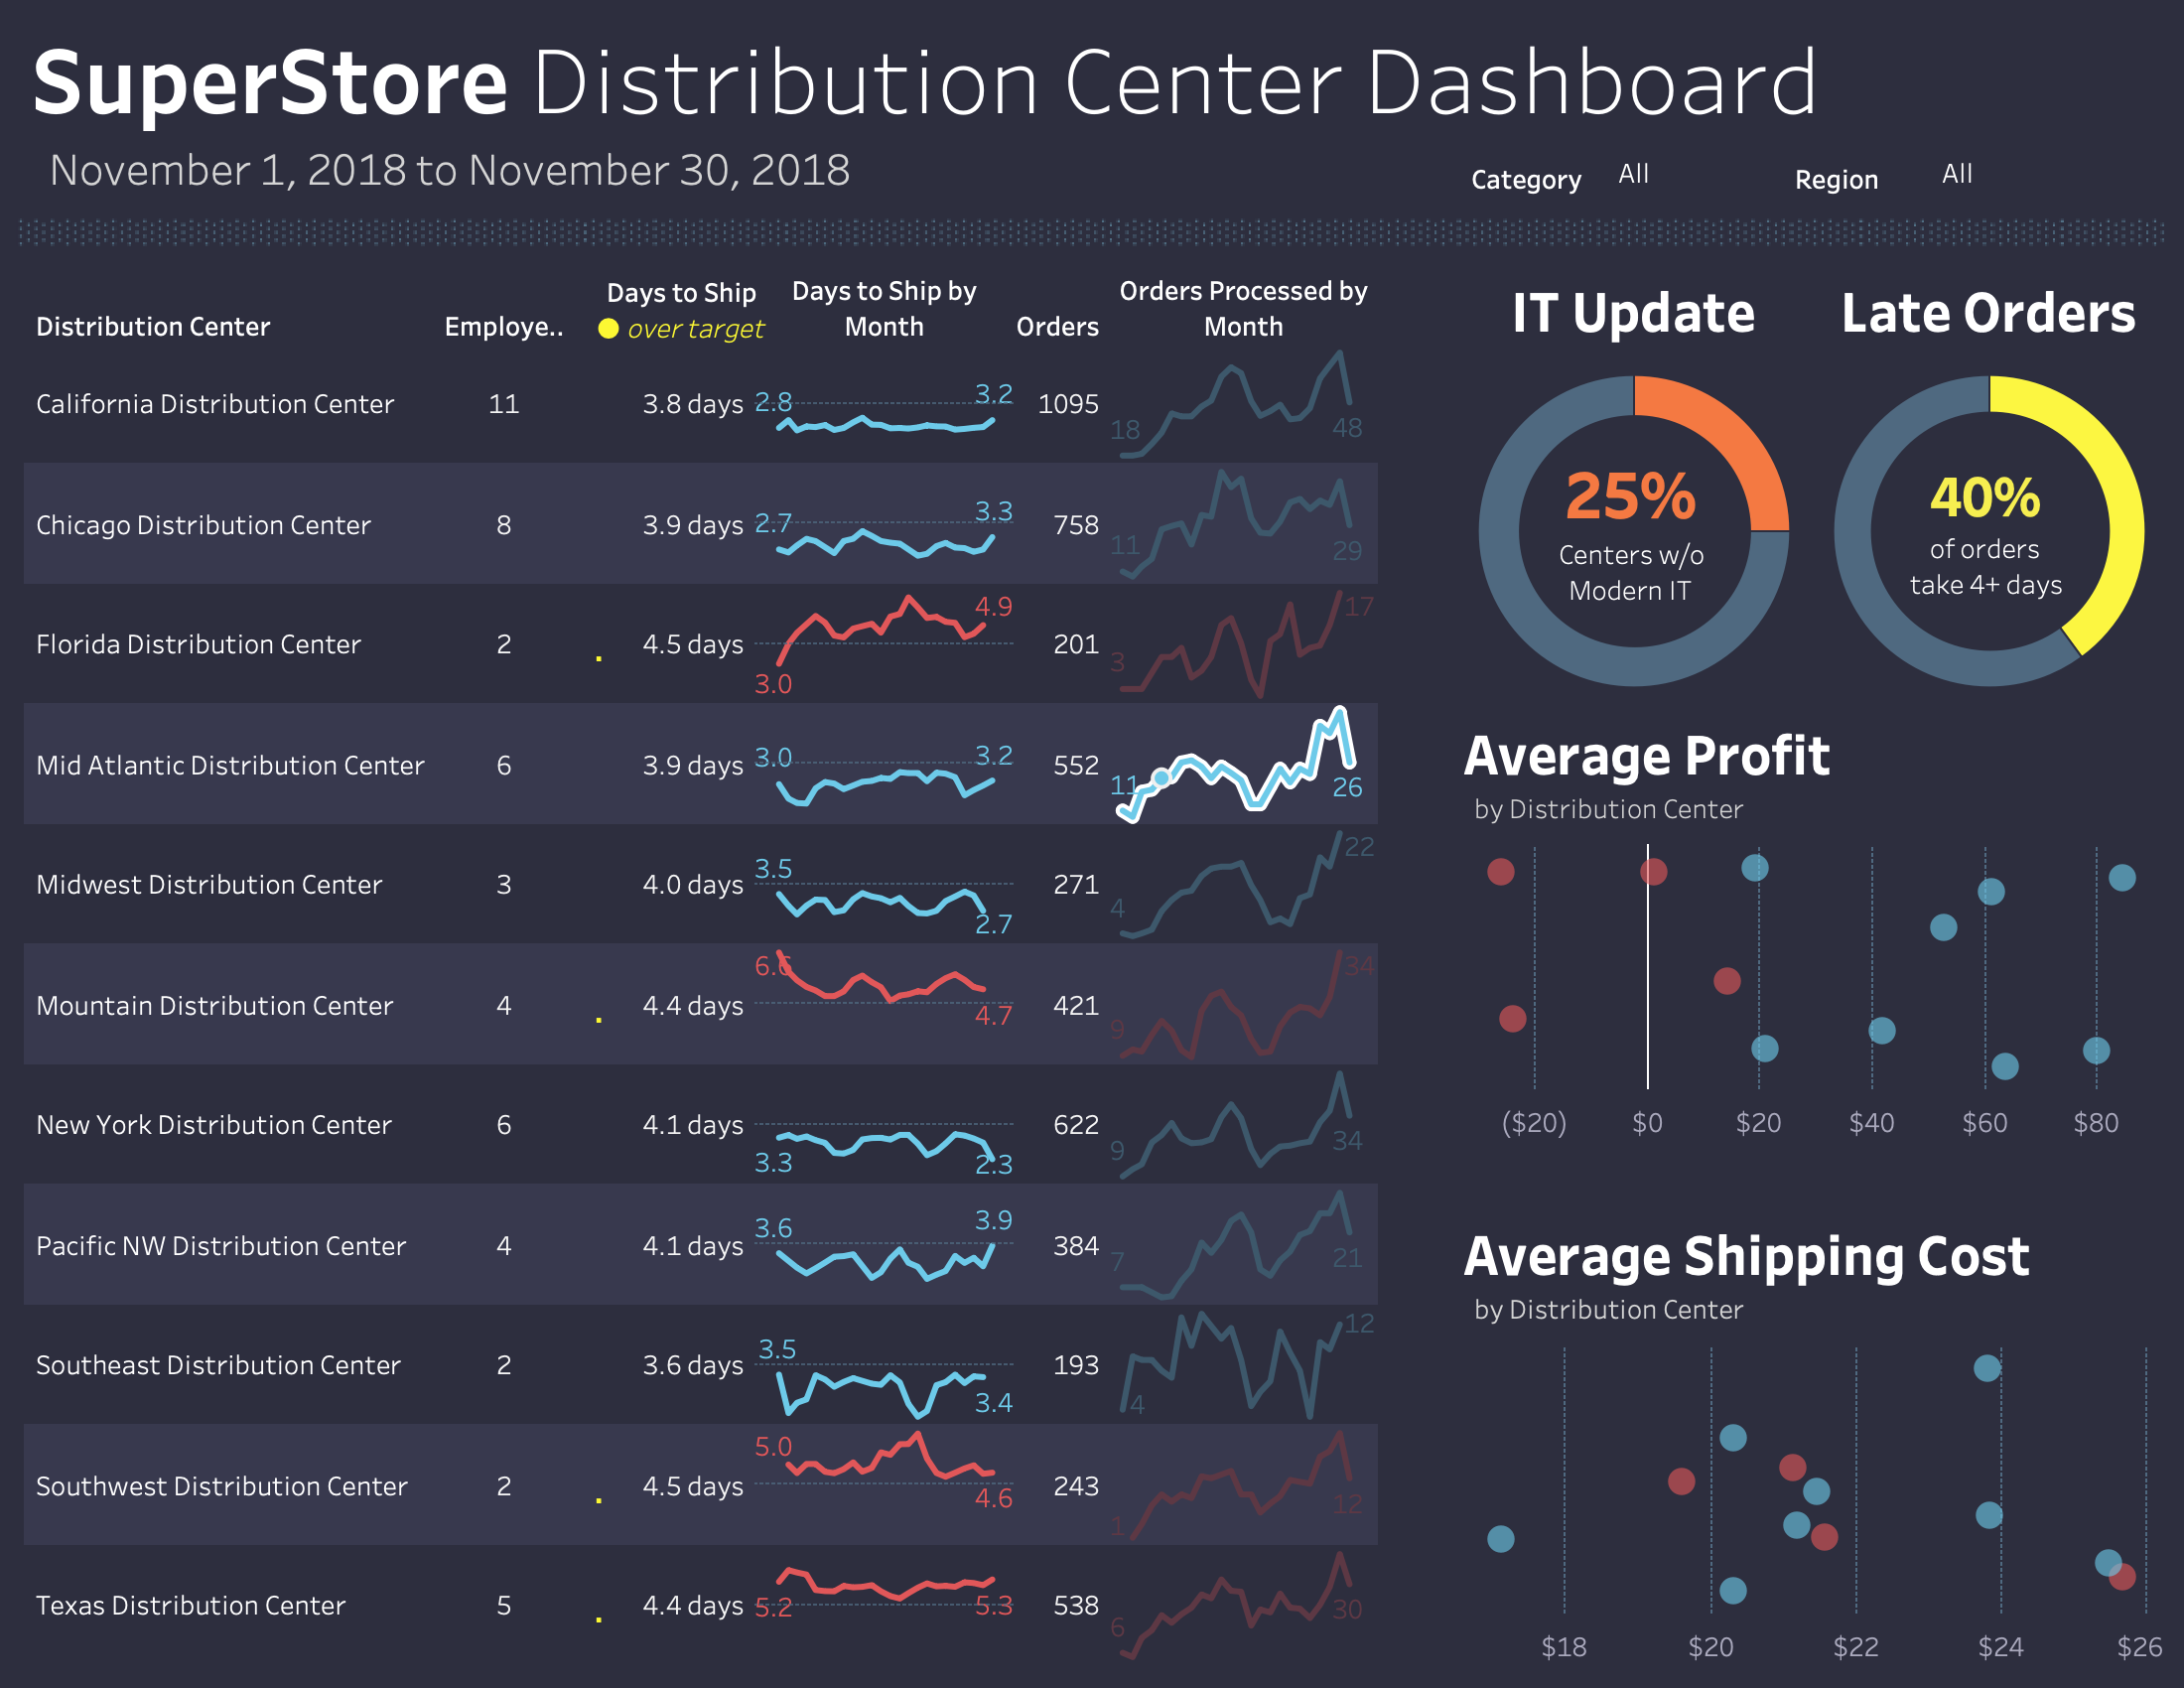 SuperStore Distribution Center Dashboard
November 1, 2018 to November 30, 2018
Category All Region All
Distribution Center Employe.. Days to Ship over target Days to Ship by Month Orders Orders Processed by Month
California Distribution Center 11 3.8 days 2.8 3.2 1095 18 48
Chicago Distribution Center 8 3.9 days 2.7 3.3 758 11 29
Florida Distribution Center 2 4.5 days 3.0 4.9 201 3 17
Mid Atlantic Distribution Center 6 3.9 days 3.0 3.2 552 11 26
Midwest Distribution Center 3 4.0 days 3.5 2.7 271 4 22
Mountain Distribution Center 4 4.4 days 6.6 4.7 421 9 34
New York Distribution Center 6 4.1 days 3.3 2.3 622 9 34
Pacific NW Distribution Center 4 4.1 days 3.6 3.9 384 7 21
Southeast Distribution Center 2 3.6 days 3.5 3.4 193 4 12
Southwest Distribution Center 2 4.5 days 5.0 4.6 243 1 12
Texas Distribution Center 5 4.4 days 5.2 5.3 538 6 30
IT Update
25%
Centers w/o
Modern IT
Late Orders
40%
of orders
take 4+ days
Average Profit
by Distribution Center
($20) $0 $20 $40 $60 $80
Average Shipping Cost
by Distribution Center
$18 $20 $22 $24 $26